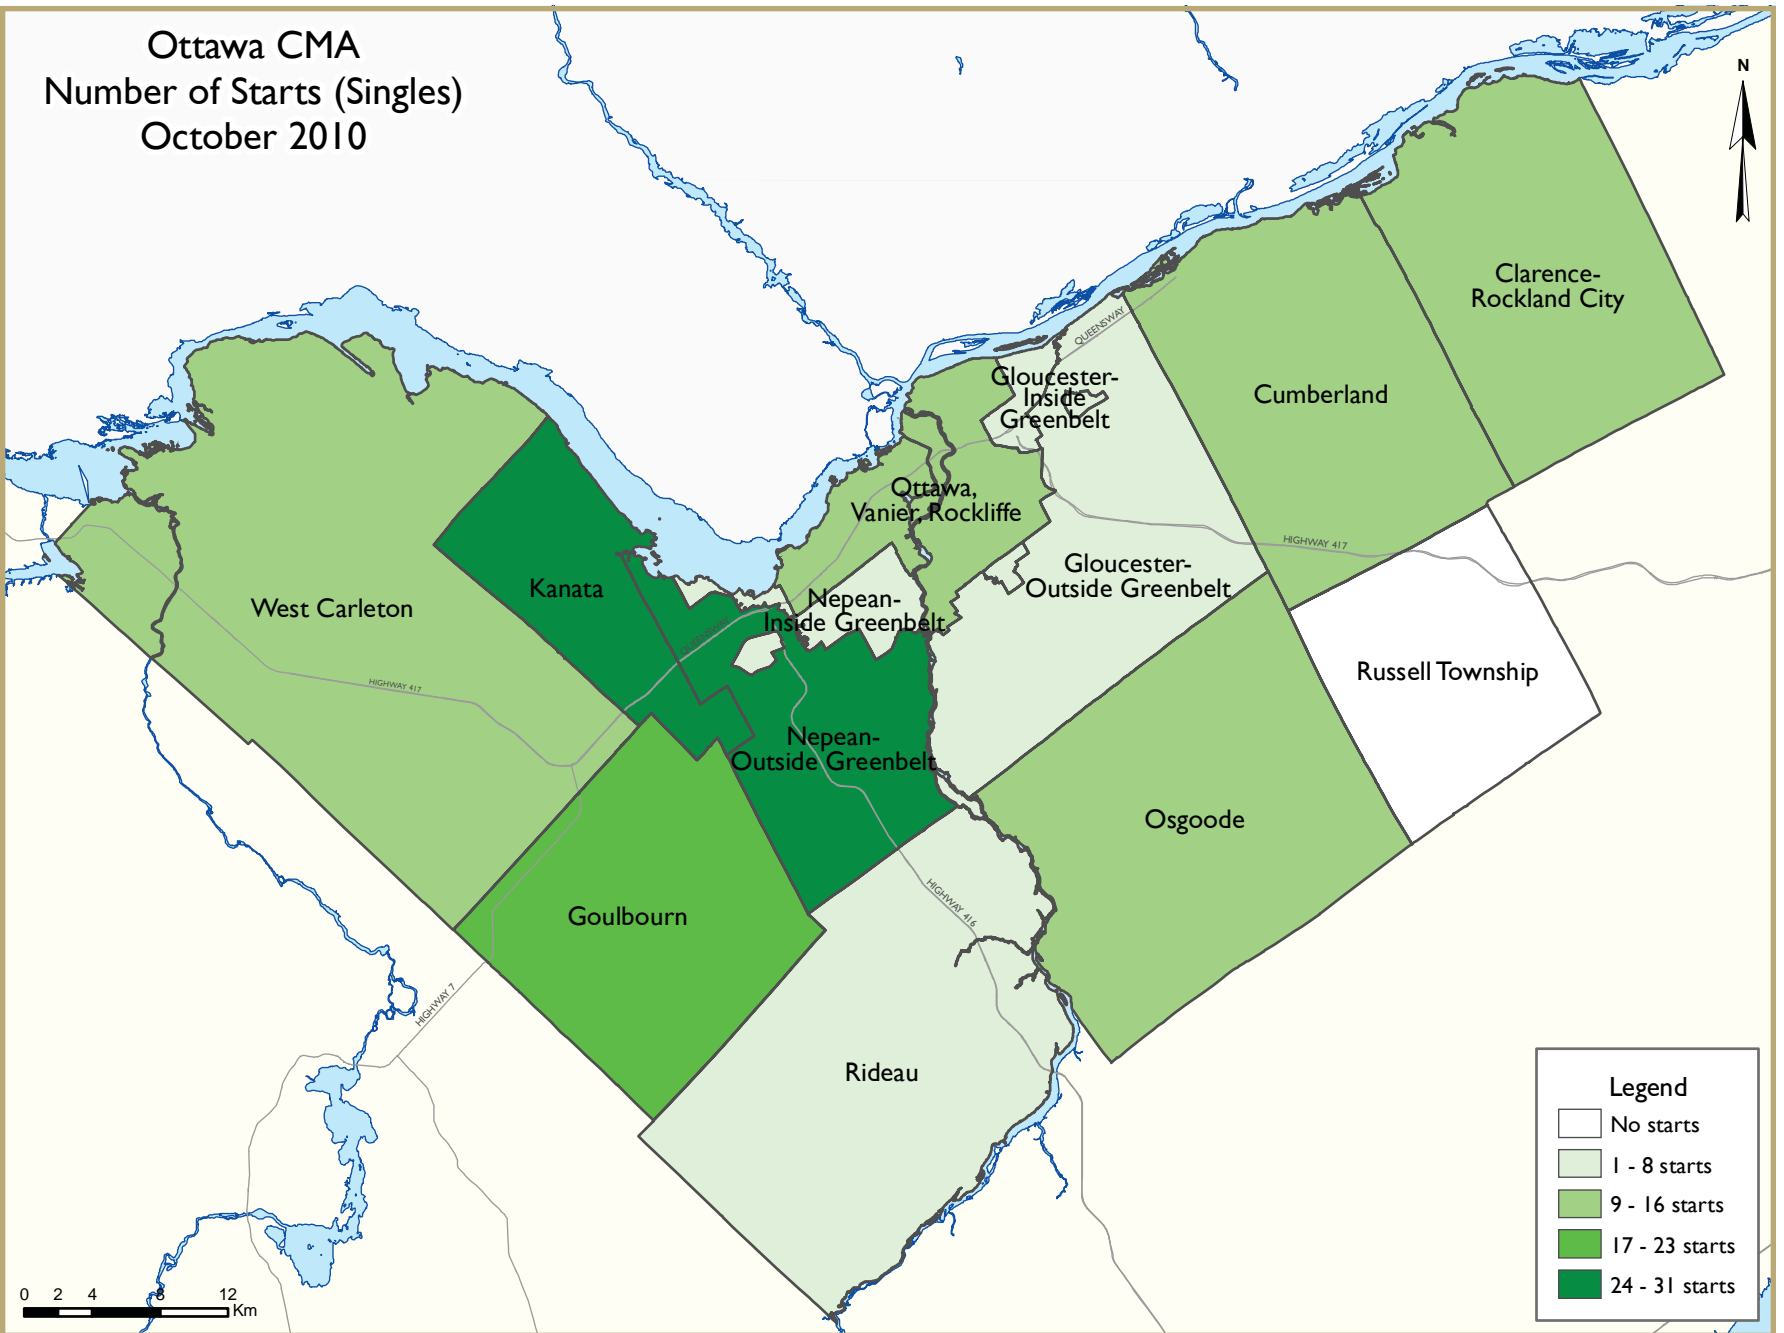 Ottawa CMA
Number of Starts (Singles)
October 2010
N
Clarence-
Rockland City
QUEENSWAY
Gloucester-
Inside
Greenbelt
Cumberland
Ottawa,
Vanier, Rockliffe
HIGHWAY 417
Gloucester-
Outside Greenbelt
Kanata
West Carleton
Nepean-
Inside Greenbelt
QUEENSWAY
Russell Township
HIGHWAY 417
Nepean-
Outside Greenbelt
Osgoode
Goulbourn
HIGHWAY 416
HIGHWAY 7
Rideau
Legend
No starts
1 - 8 starts
9 - 16 starts
17 - 23 starts
24 - 31 starts
0 2 4 8 12
Km